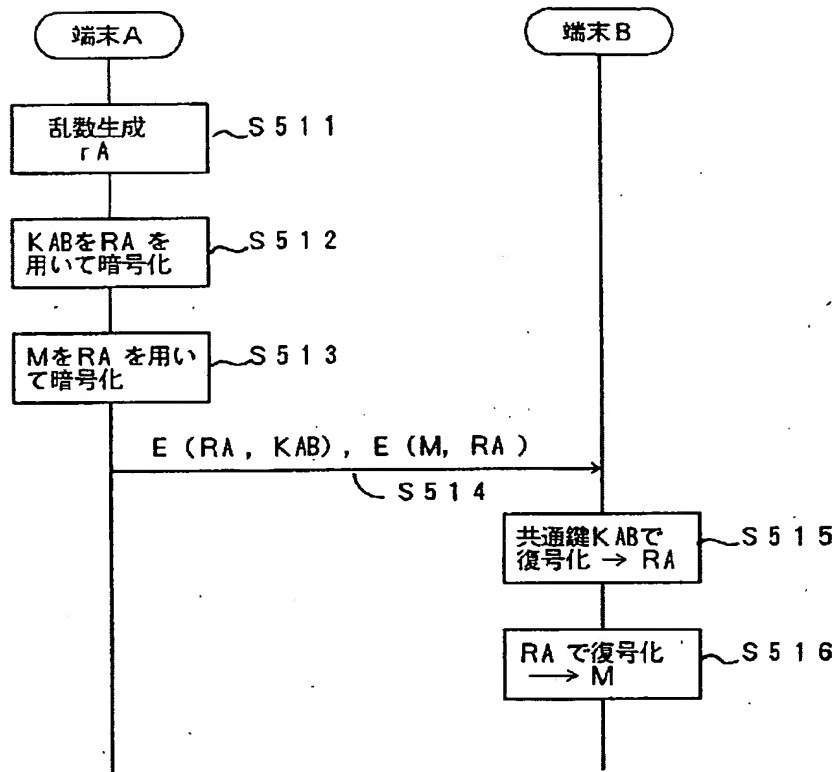 端末A
端末B
乱数生成
rA
S511
KABをRA を
用いて暗号化
S512
MをRA を用い
て暗号化
S513
E (RA , KAB) , E (M, RA )
S514
共通鍵KABで
復号化 → RA
S515
RA で復号化
→ M
S516